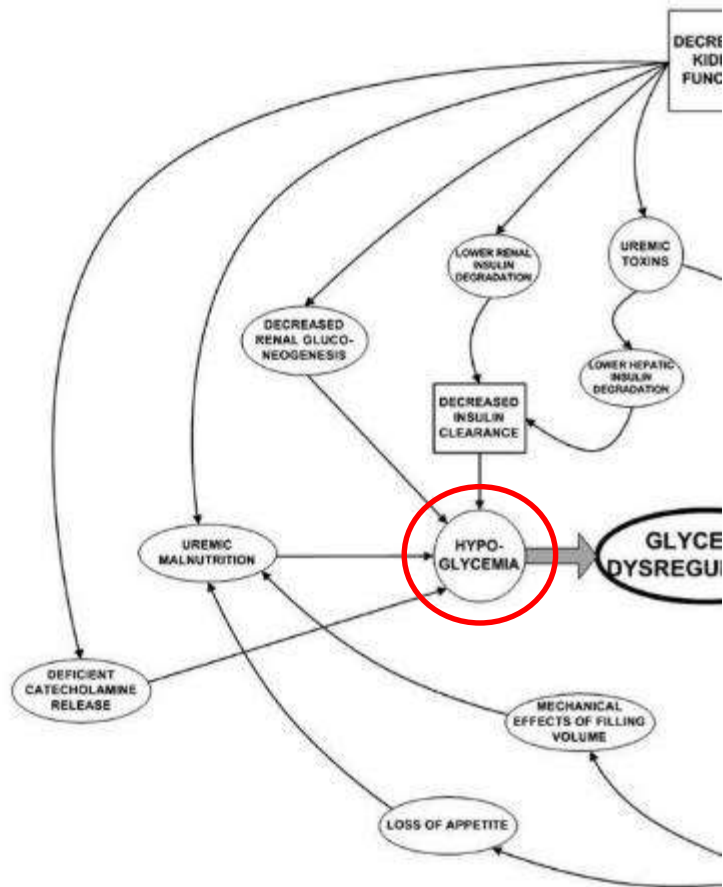 DECRE
KID
FUNC
LOWER RENAL
INSULIN
DEGRADATION
UREMIC
TOXINS
DECREASED
RENAL GLUCO-
NEOGENESIS
LOWER HEPATIC
INSULIN
DEGRADATION
DECREASED
INSULIN
CLEARANCE
UREMIC
MALNUTRITION
HYPO-
GLYCEMIA
GLYCE
DYSREGU
DEFICIENT
CATECHOLAMINE
RELEASE
MECHANICAL
EFFECTS OF FILLING
VOLUME
LOSS OF APPETITE